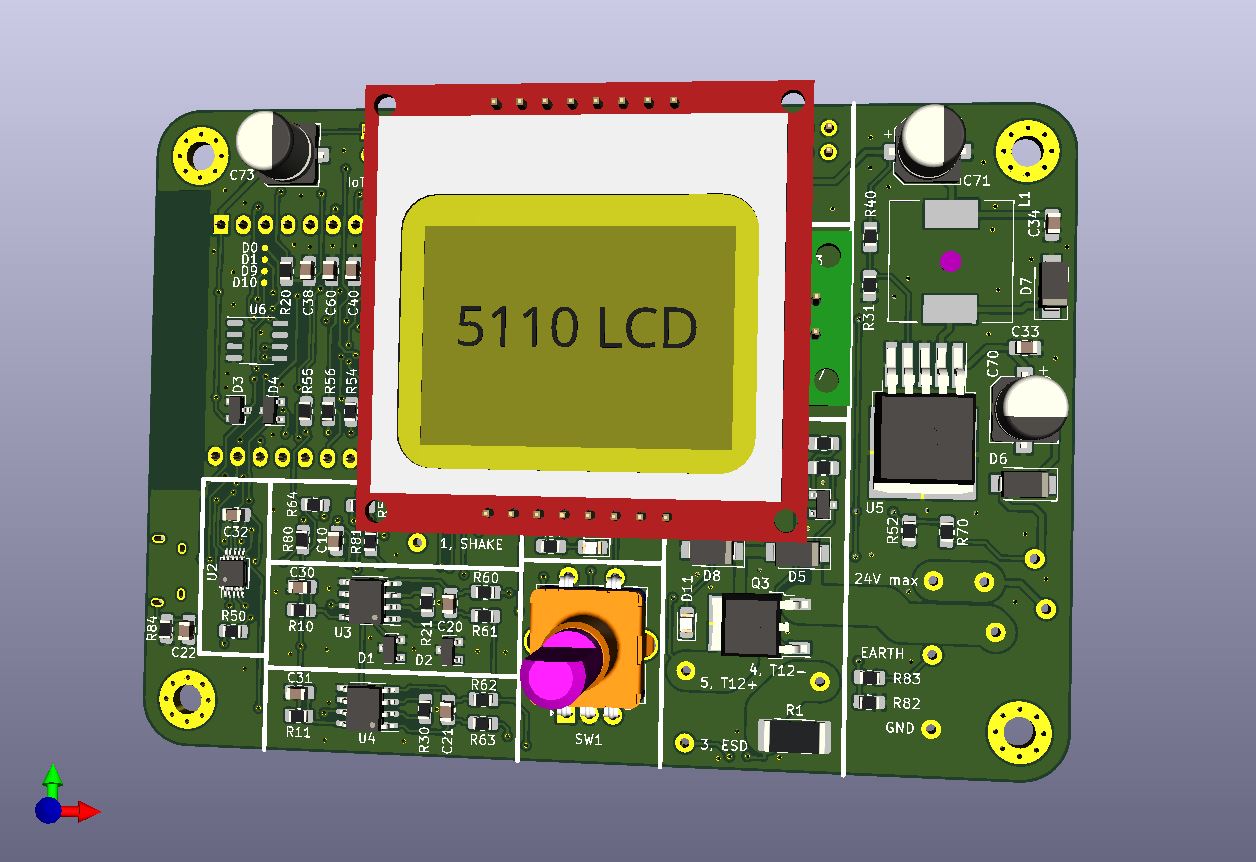 C73
IoT
D0
D1
D9
D10
R20
C38
C60
C40
U6
D3
D4
R55
R56
R54
5110 LCD
3
+
C71
R40
L1
C34
D7
R31
C33
C70
+
D6
U5
R52
R70
C32
U2
R50
R84
C22
R64
R80
C10
R81
1, SHAKE
C30
R10
U3
D1
R21
C20
D2
R60
R61
C31
R11
U4
R30
C21
R62
R63
SW1
D8
D5
Q3
D11
4, T12-
5, T12+
3, ESD
R1
24V max
EARTH
R83
R82
GND